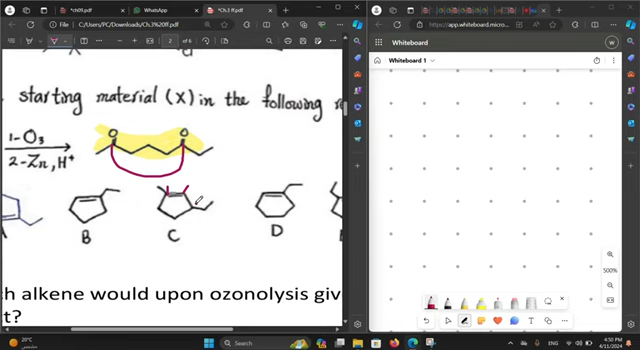 *ch09.pdf
WhatsApp
*Ch.3 ff.pdf
File
C:/Users/PC/Downloads/Ch.3%20ff.pdf
2
of 6
starting material (X) in the following
1-O3
2-Zn, H+
O
O
B
C
D
ch alkene would upon ozonolysis giv
t?
https://app.whiteboard.micro...
Whiteboard
W
Whiteboard 1
500%
20°C
Search
ENG
4:50 PM
4/11/2024